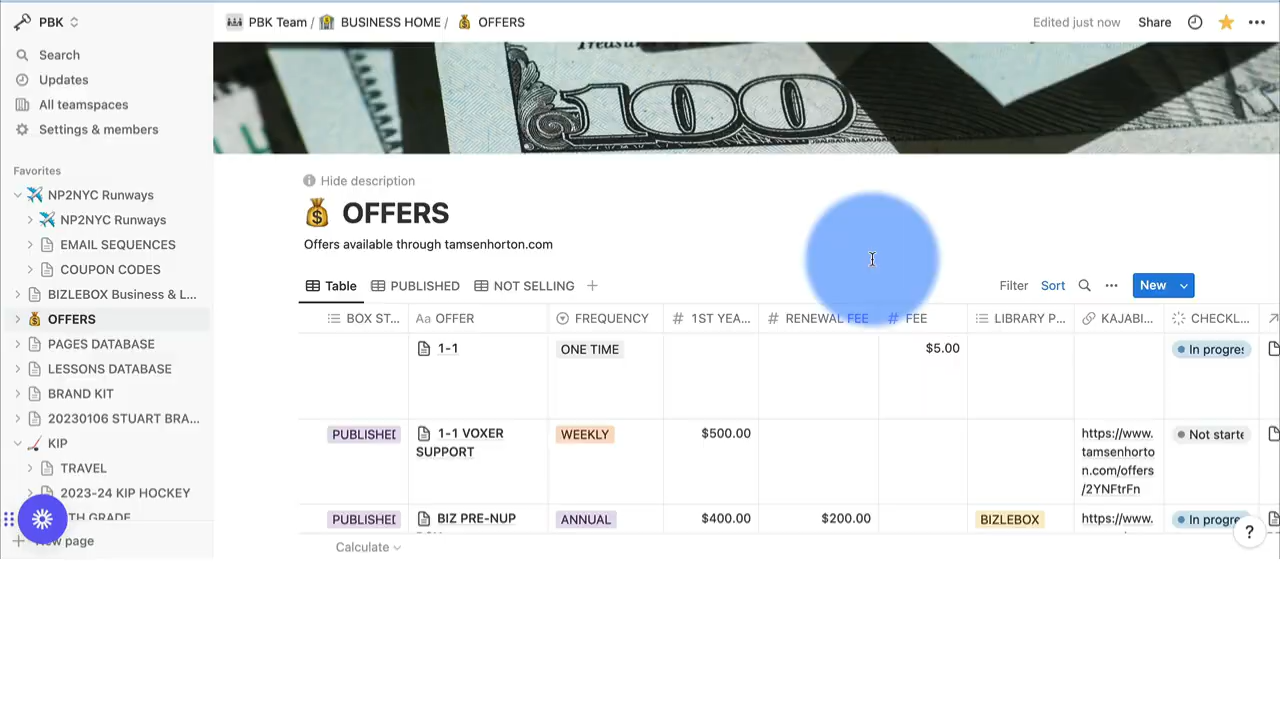 PBK
PBK Team / BUSINESS HOME / OFFERS
Edited just now
Share
Search
Updates
All teamspaces
Settings & members
Favorites
NP2NYC Runways
NP2NYC Runways
EMAIL SEQUENCES
COUPON CODES
BIZLEBOX Business & L...
OFFERS
PAGES DATABASE
LESSONS DATABASE
BRAND KIT
20230106 STUART BRA...
KIP
TRAVEL
2023-24 KIP HOCKEY
TH GRADE
w page
100
Hide description
OFFERS
Offers available through tamsenhorton.com
Table PUBLISHED NOT SELLING
Filter Sort New
BOX ST... Aa OFFER FREQUENCY # 1ST YEA... # RENEWAL FEE # FEE LIBRARY P... KAJABI... CHECKL...
1-1 ONE TIME $5.00 In progres
PUBLISHED 1-1 VOXER WEEKLY $500.00 https://www. Not starte
SUPPORT tamsenhorto
n.com/offers
/2YNFtrFn
PUBLISHED BIZ PRE-NUP ANNUAL $400.00 $200.00 BIZLEBOX https://www. In progre
Calculate
?